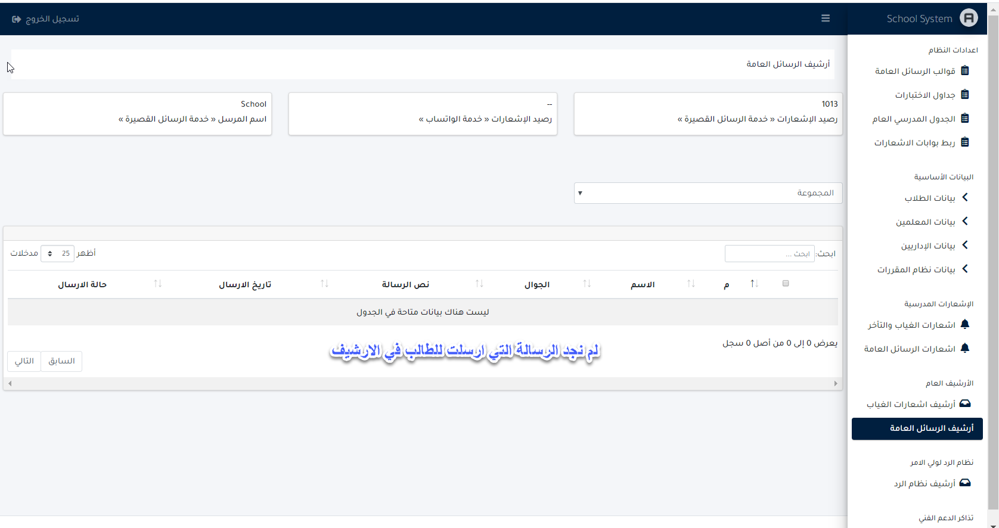 School System
تسجيل الخروج
اعدادات النظام
قوالب الرسائل العامة
جداول الاختبارات
الجدول المدرسي العام
ربط بوابات الاشعارات
البيانات الأساسية
بيانات الطلاب
بيانات المعلمين
بيانات الإداريين
بيانات نظام المقررات
الإشعارات المدرسية
اشعارات الغياب والتأخر
اشعارات الرسائل العامة
الأرشيف العام
أرشيف اشعارات الغياب
أرشيف الرسائل العامة
نظام الرد لولي الامر
أرشيف نظام الرد
تذاكر الدعم الفني
أرشيف الرسائل العامة
1013
رصيد الإشعارات « خدمة الرسائل القصيرة »
--
رصيد الإشعارات « خدمة الواتساب »
School
اسم المرسل « خدمة الرسائل القصيرة »
المجموعة
ابحث: ابحث ...
أظهر 25 مدخلات
م الاسم الجوال نص الرسالة تاريخ الارسال حالة الارسال
ليست هناك بيانات متاحة في الجدول
يعرض 0 إلى 0 من أصل 0 سجل
لم نجد الرسالة التي ارسلت للطالب في الارشيف
السابق التالي